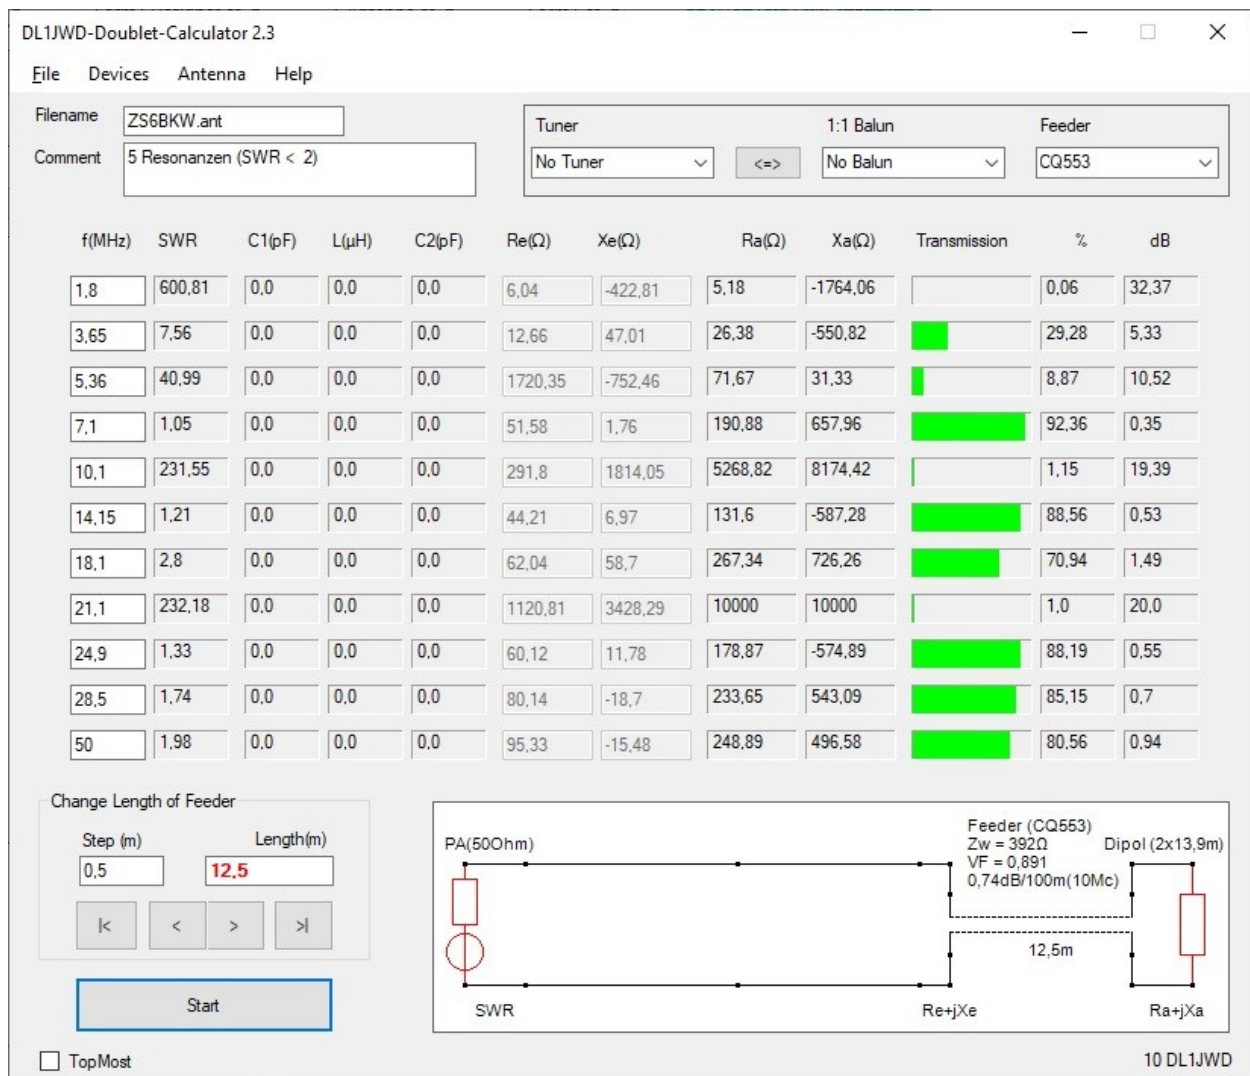 DL1JWD-Doublet-Calculator 2.3
File Devices Antenna Help
Filename ZS6BKW.ant
Comment 5 Resonanzen (SWR < 2)
Tuner 1:1 Balun Feeder
No Tuner <=> No Balun CQ553
f(MHz) SWR C1(pF) L(µH) C2(pF) Re(Ω) Xe(Ω) Ra(Ω) Xa(Ω) Transmission % dB
1,8 600,81 0,0 0,0 0,0 6,04 -422,81 5,18 -1764,06 0,06 32,37
3,65 7,56 0,0 0,0 0,0 12,66 47,01 26,38 -550,82 29,28 5,33
5,36 40,99 0,0 0,0 0,0 1720,35 -752,46 71,67 31,33 8,87 10,52
7,1 1,05 0,0 0,0 0,0 51,58 1,76 190,88 657,96 92,36 0,35
10,1 231,55 0,0 0,0 0,0 291,8 1814,05 5268,82 8174,42 1,15 19,39
14,15 1,21 0,0 0,0 0,0 44,21 6,97 131,6 -587,28 88,56 0,53
18,1 2,8 0,0 0,0 0,0 62,04 58,7 267,34 726,26 70,94 1,49
21,1 232,18 0,0 0,0 0,0 1120,81 3428,29 10000 10000 1,0 20,0
24,9 1,33 0,0 0,0 0,0 60,12 11,78 178,87 -574,89 88,19 0,55
28,5 1,74 0,0 0,0 0,0 80,14 -18,7 233,65 543,09 85,15 0,7
50 1,98 0,0 0,0 0,0 95,33 -15,48 248,89 496,58 80,56 0,94
Change Length of Feeder
Step (m) Length(m)
0,5 12,5
|< < > >|
Start
TopMost
PA(50Ohm)
Feeder (CQ553)
Zw = 392Ω
VF = 0,891
0,74dB/100m(10Mc)
Dipol (2x13,9m)
12,5m
SWR Re+jXe Ra+jXa
10 DL1JWD